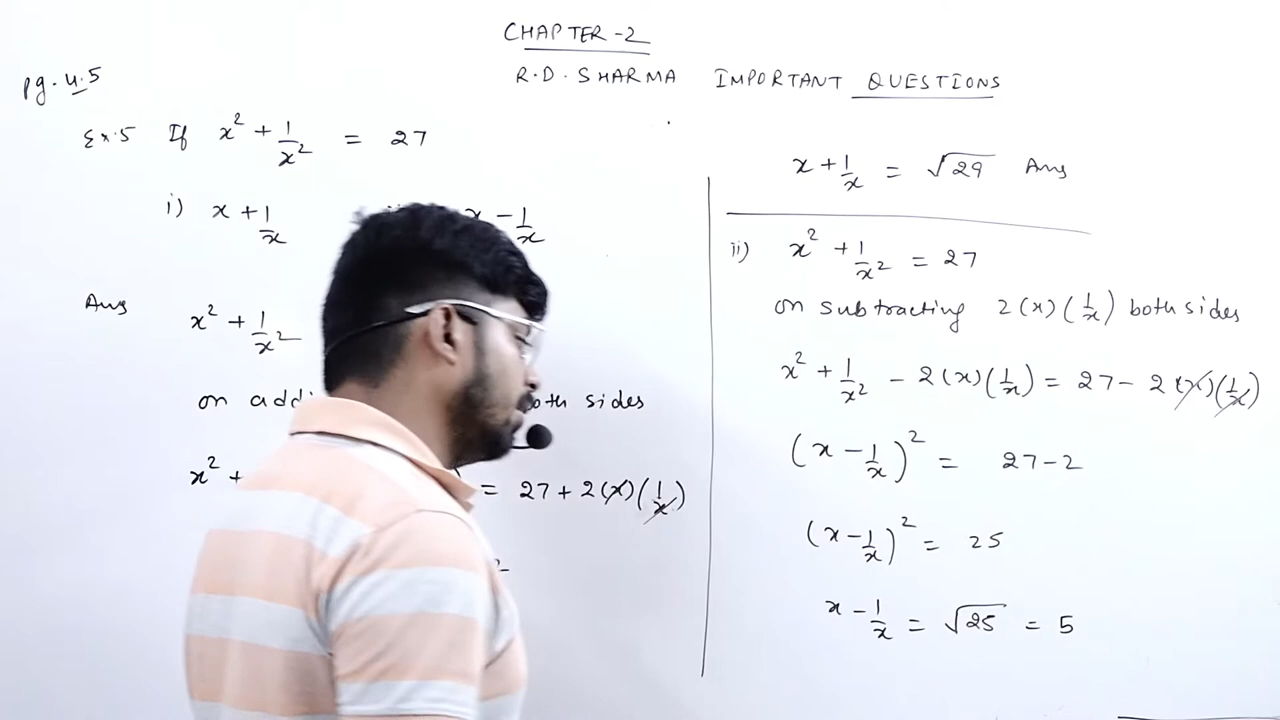 CHAPTER-2
R.D. SHARMA IMPORTANT QUESTIONS
pg. 4.5
Ex.5 If x² + 1/x² = 27
i) x + 1/x x - 1/x
Ans x² + 1/x²
on both sides
x² + = 27 + 2(x)(1/x)
x + 1/x = √29 Ans
ii) x² + 1/x² = 27
on subtracting 2(x)(1/x) both sides
x² + 1/x² - 2(x)(1/x) = 27 - 2(x)(1/x)
(x - 1/x)² = 27-2
(x - 1/x)² = 25
x - 1/x = √25 = 5